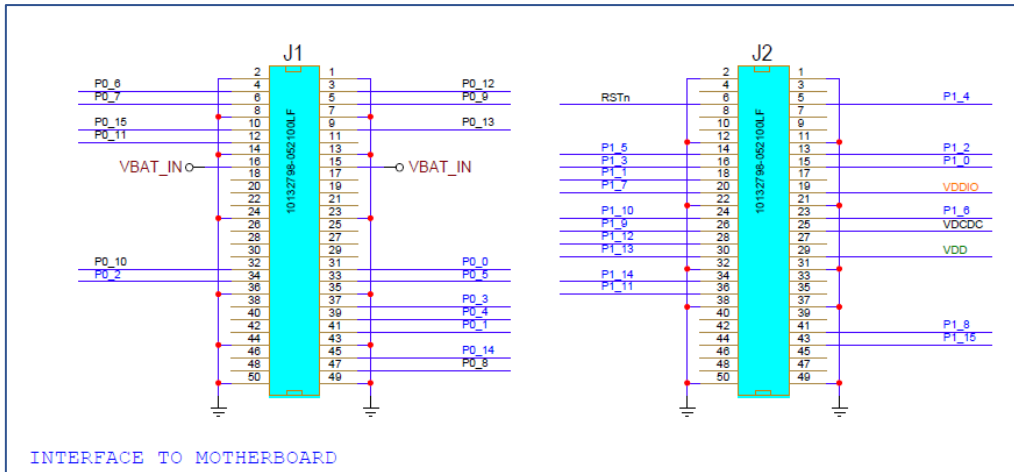 J1
J2
2 1
4 3
6 5
8 7
10 9
12 11
14 13
16 15
18 17
20 19
22 21
24 23
26 25
28 27
30 29
32 31
34 33
36 35
38 37
40 39
42 41
44 43
46 45
48 47
50 49
10132798-052100LF
P0_6
P0_7
P0_15
P0_11
VBAT_IN
P0_10
P0_2
P0_12
P0_9
P0_13
VBAT_IN
P0_0
P0_5
P0_3
P0_4
P0_1
P0_14
P0_8
2 1
4 3
6 5
8 7
10 9
12 11
14 13
16 15
18 17
20 19
22 21
24 23
26 25
28 27
30 29
32 31
34 33
36 35
38 37
40 39
42 41
44 43
46 45
48 47
50 49
10132798-052100LF
RSTn
P1_5
P1_3
P1_1
P1_7
P1_10
P1_9
P1_12
P1_13
P1_14
P1_11
P1_4
P1_2
P1_0
VDDIO
P1_6
VDCDC
VDD
P1_8
P1_15
INTERFACE TO MOTHERBOARD